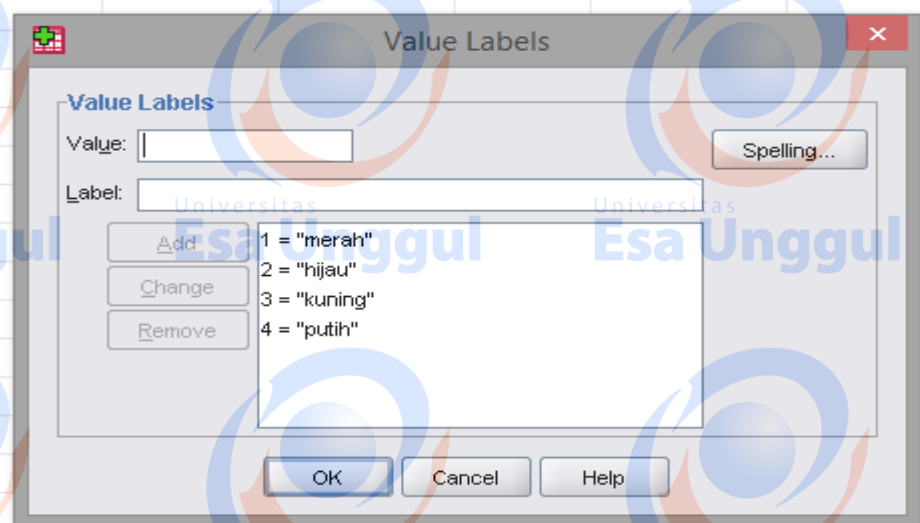 Value Labels
Value Labels
Value:
Spelling...
Label:
Universitas
Universitas
gul
Esa Unggul
Esa Unggul
Add
1 = "merah"
2 = "hijau"
Change
3 = "kuning"
Remove
4 = "putih"
OK
Cancel
Help